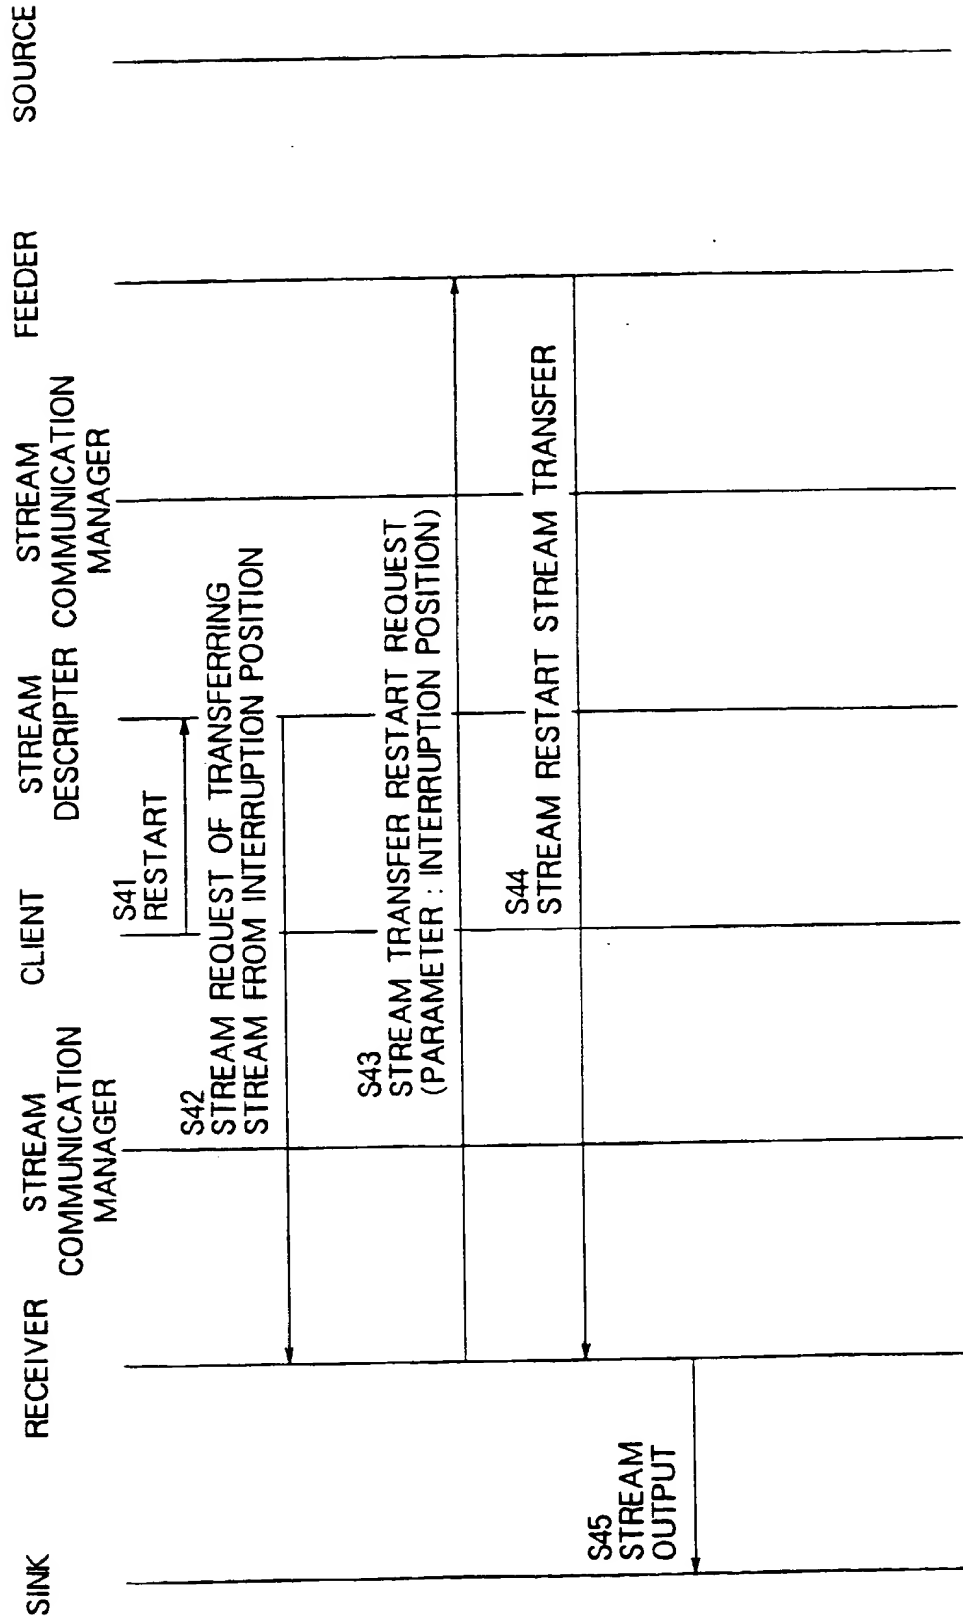 SINK
RECEIVER
STREAM
COMMUNICATION
MANAGER
CLIENT
STREAM
DESCRIPTER
STREAM
COMMUNICATION
MANAGER
FEEDER
SOURCE
S41
RESTART
S42
STREAM REQUEST OF TRANSFERRING
STREAM FROM INTERRUPTION POSITION
S43
STREAM TRANSFER RESTART REQUEST
(PARAMETER : INTERRUPTION POSITION)
S44
STREAM RESTART STREAM TRANSFER
S45
STREAM
OUTPUT